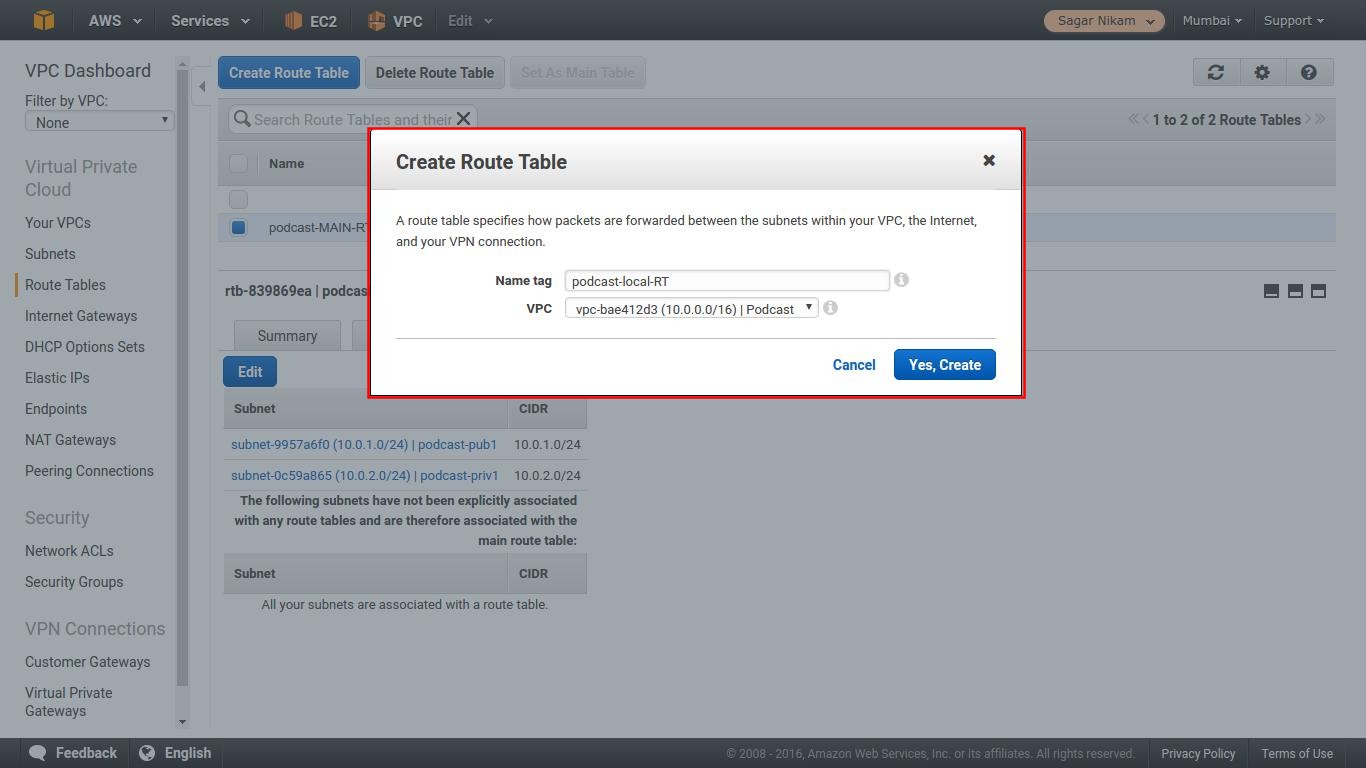 AWS Services EC2 VPC Edit Sagar Nikam Mumbai Support
VPC Dashboard
Filter by VPC:
None
Virtual Private
Cloud
Your VPCs
Subnets
Route Tables
Internet Gateways
DHCP Options Sets
Elastic IPs
Endpoints
NAT Gateways
Peering Connections
Security
Network ACLs
Security Groups
VPN Connections
Customer Gateways
Virtual Private
Gateways
Create Route Table Delete Route Table Set As Main Table
Search Route Tables and their
1 to 2 of 2 Route Tables
Name
podcast-MAIN-RT
rtb-839869ea | podcas
Summary
Edit
Subnet CIDR
subnet-9957a6f0 (10.0.1.0/24) | podcast-pub1 10.0.1.0/24
subnet-0c59a865 (10.0.2.0/24) | podcast-priv1 10.0.2.0/24
The following subnets have not been explicitly associated
with any route tables and are therefore associated with the
main route table:
Subnet CIDR
All your subnets are associated with a route table.
Create Route Table
A route table specifies how packets are forwarded between the subnets within your VPC, the Internet,
and your VPN connection.
Name tag podcast-local-RT
VPC vpc-bae412d3 (10.0.0.0/16) | Podcast
Cancel Yes, Create
Feedback English © 2008 - 2016, Amazon Web Services, Inc. or its affiliates. All rights reserved. Privacy Policy Terms of Use